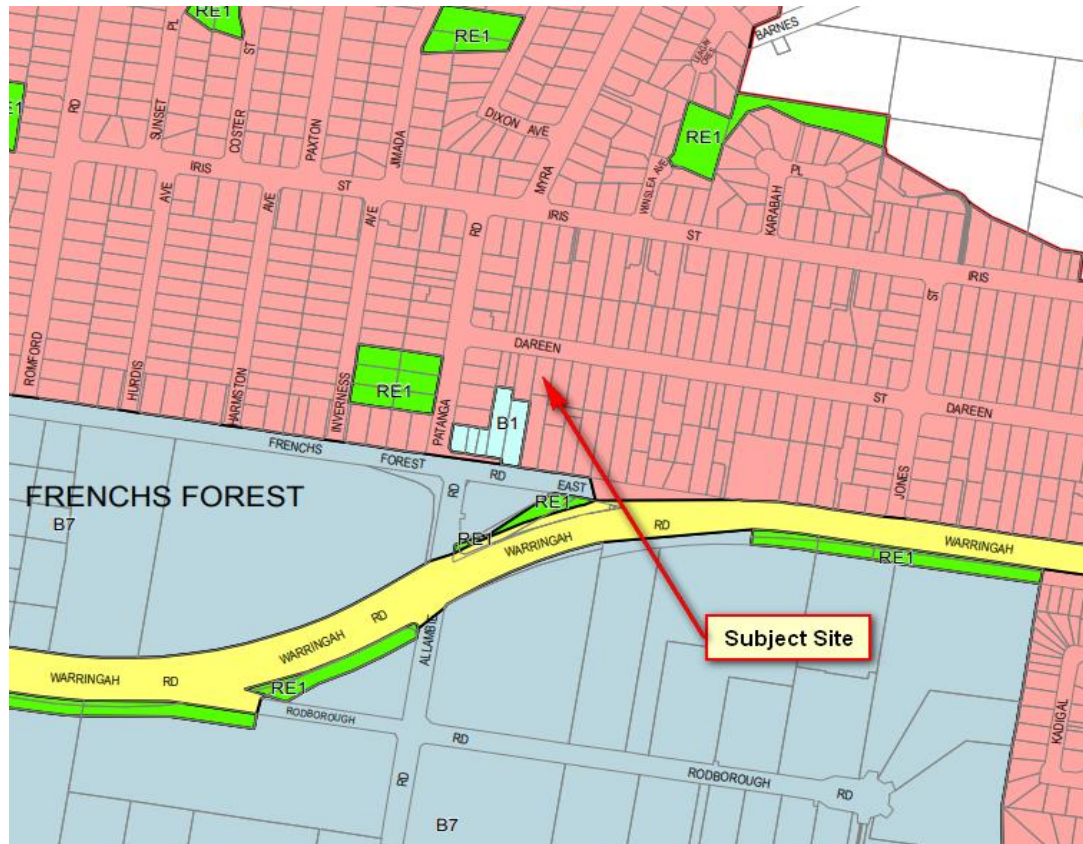 RE1
BARNES
RE1
PL
ST
RE1
RD
SUNSET
COSTER
PAXTON
JIMADA
DIXON AVE
RE1
IRIS
ST
MYRA
WINSLEA AVE
PL
KARABAH
AVE
AVE
AVE
RD
IRIS
ST
IRIS
ST
DAREEN
ROMFORD
HURDIS
HARMSTON
INVERNESS
RE1
PATANGA
B1
ST
DAREEN
FRENCHS
FOREST
RD
EAST
JONES
FRENCHS FOREST
B7
RD
RE1
RE1
WARRINGAH
RD
WARRINGAH
RE1
WARRINGAH
RD
ALLAMBIE
Subject Site
WARRINGAH
RD
RE1
RODBOROUGH
RD
KADIGAL
RD
RODBOROUGH
RD
B7